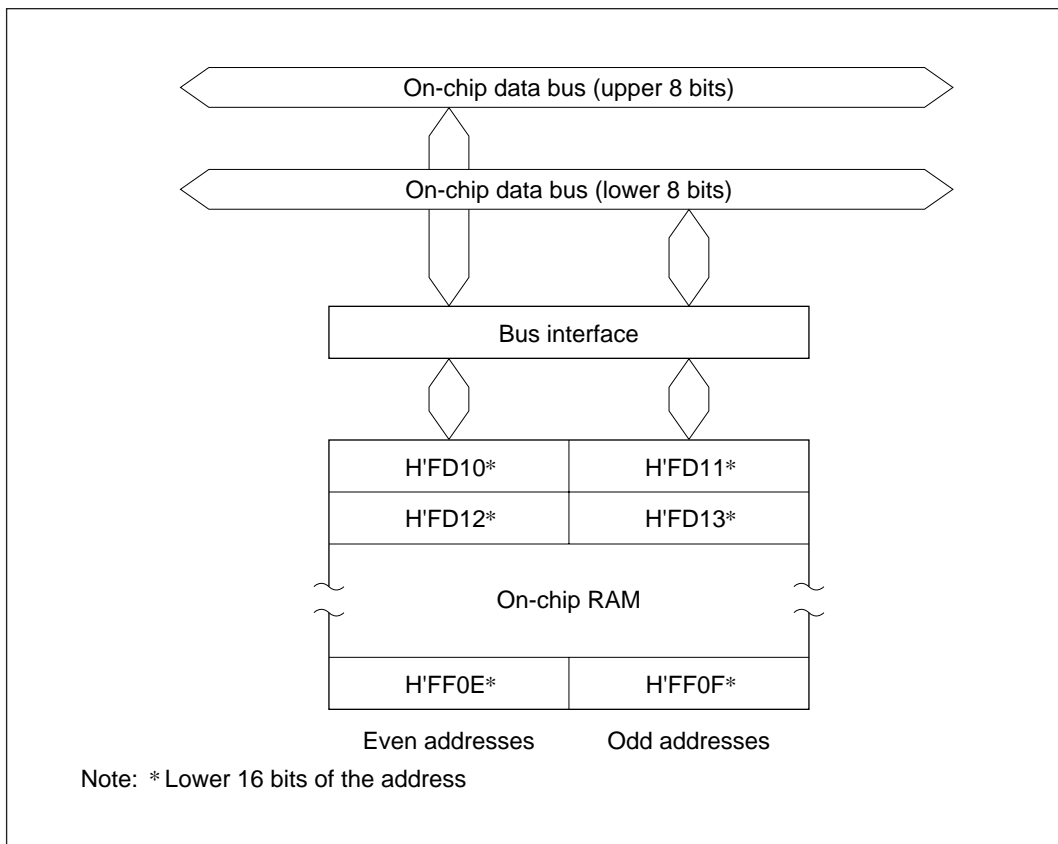 On-chip data bus (upper 8 bits)
On-chip data bus (lower 8 bits)
Bus interface
H'FD10* H'FD11*
H'FD12* H'FD13*
On-chip RAM
H'FF0E* H'FF0F*
Even addresses Odd addresses
Note: * Lower 16 bits of the address